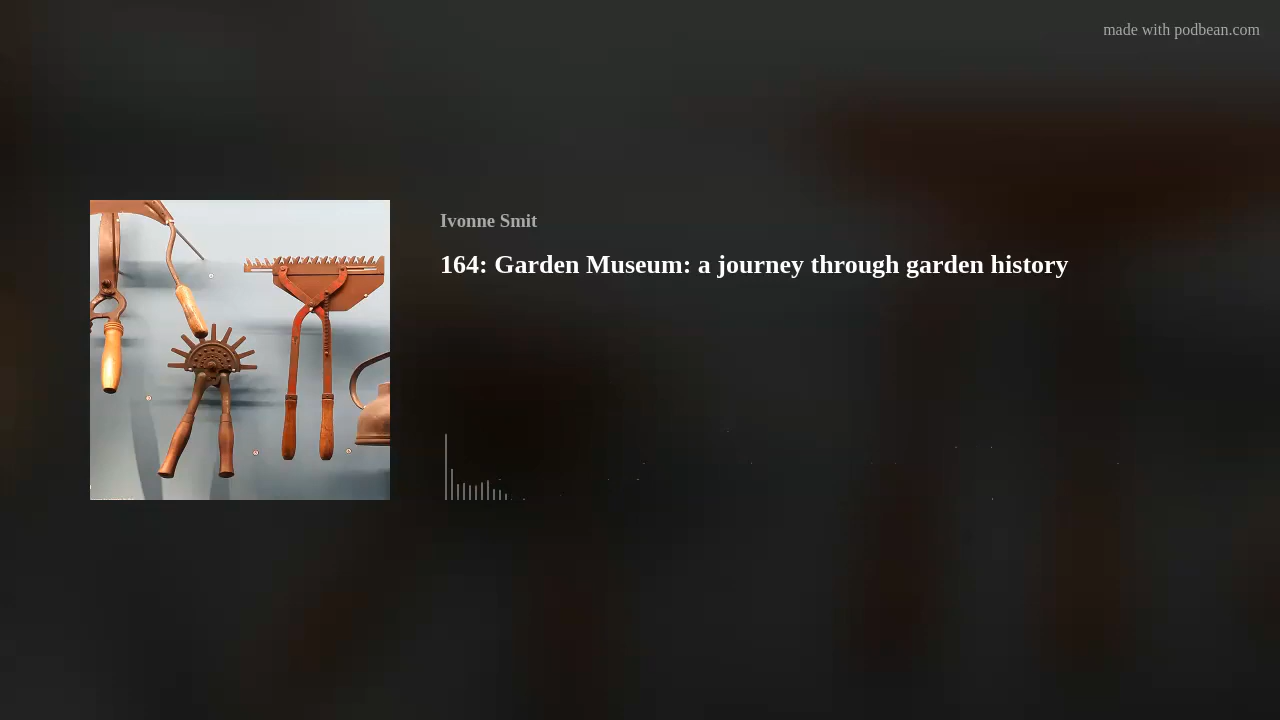 made with podbean.com
Ivonne Smit
164: Garden Museum: a journey through garden history